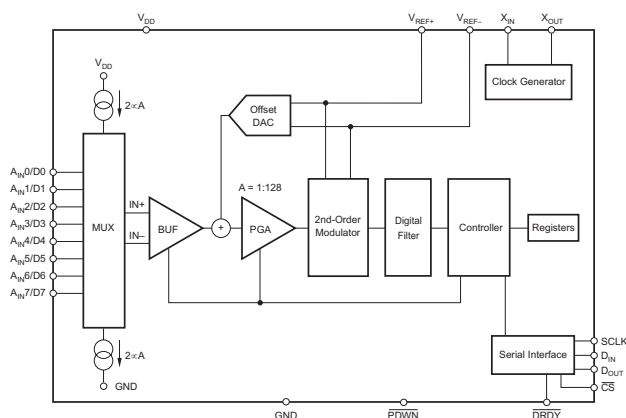 VDD
VREF+
VREF–
XIN
XOUT
VDD
Clock Generator
2∝A
Offset
DAC
AIN0/D0
AIN1/D1
AIN2/D2
AIN3/D3
AIN4/D4
AIN5/D5
AIN6/D6
AIN7/D7
MUX
IN+
IN–
BUF
+
A = 1:128
PGA
2nd-Order
Modulator
Digital
Filter
Controller
Registers
2∝A
GND
Serial Interface
SCLK
DIN
DOUT
CS
GND
PDWN
DRDY